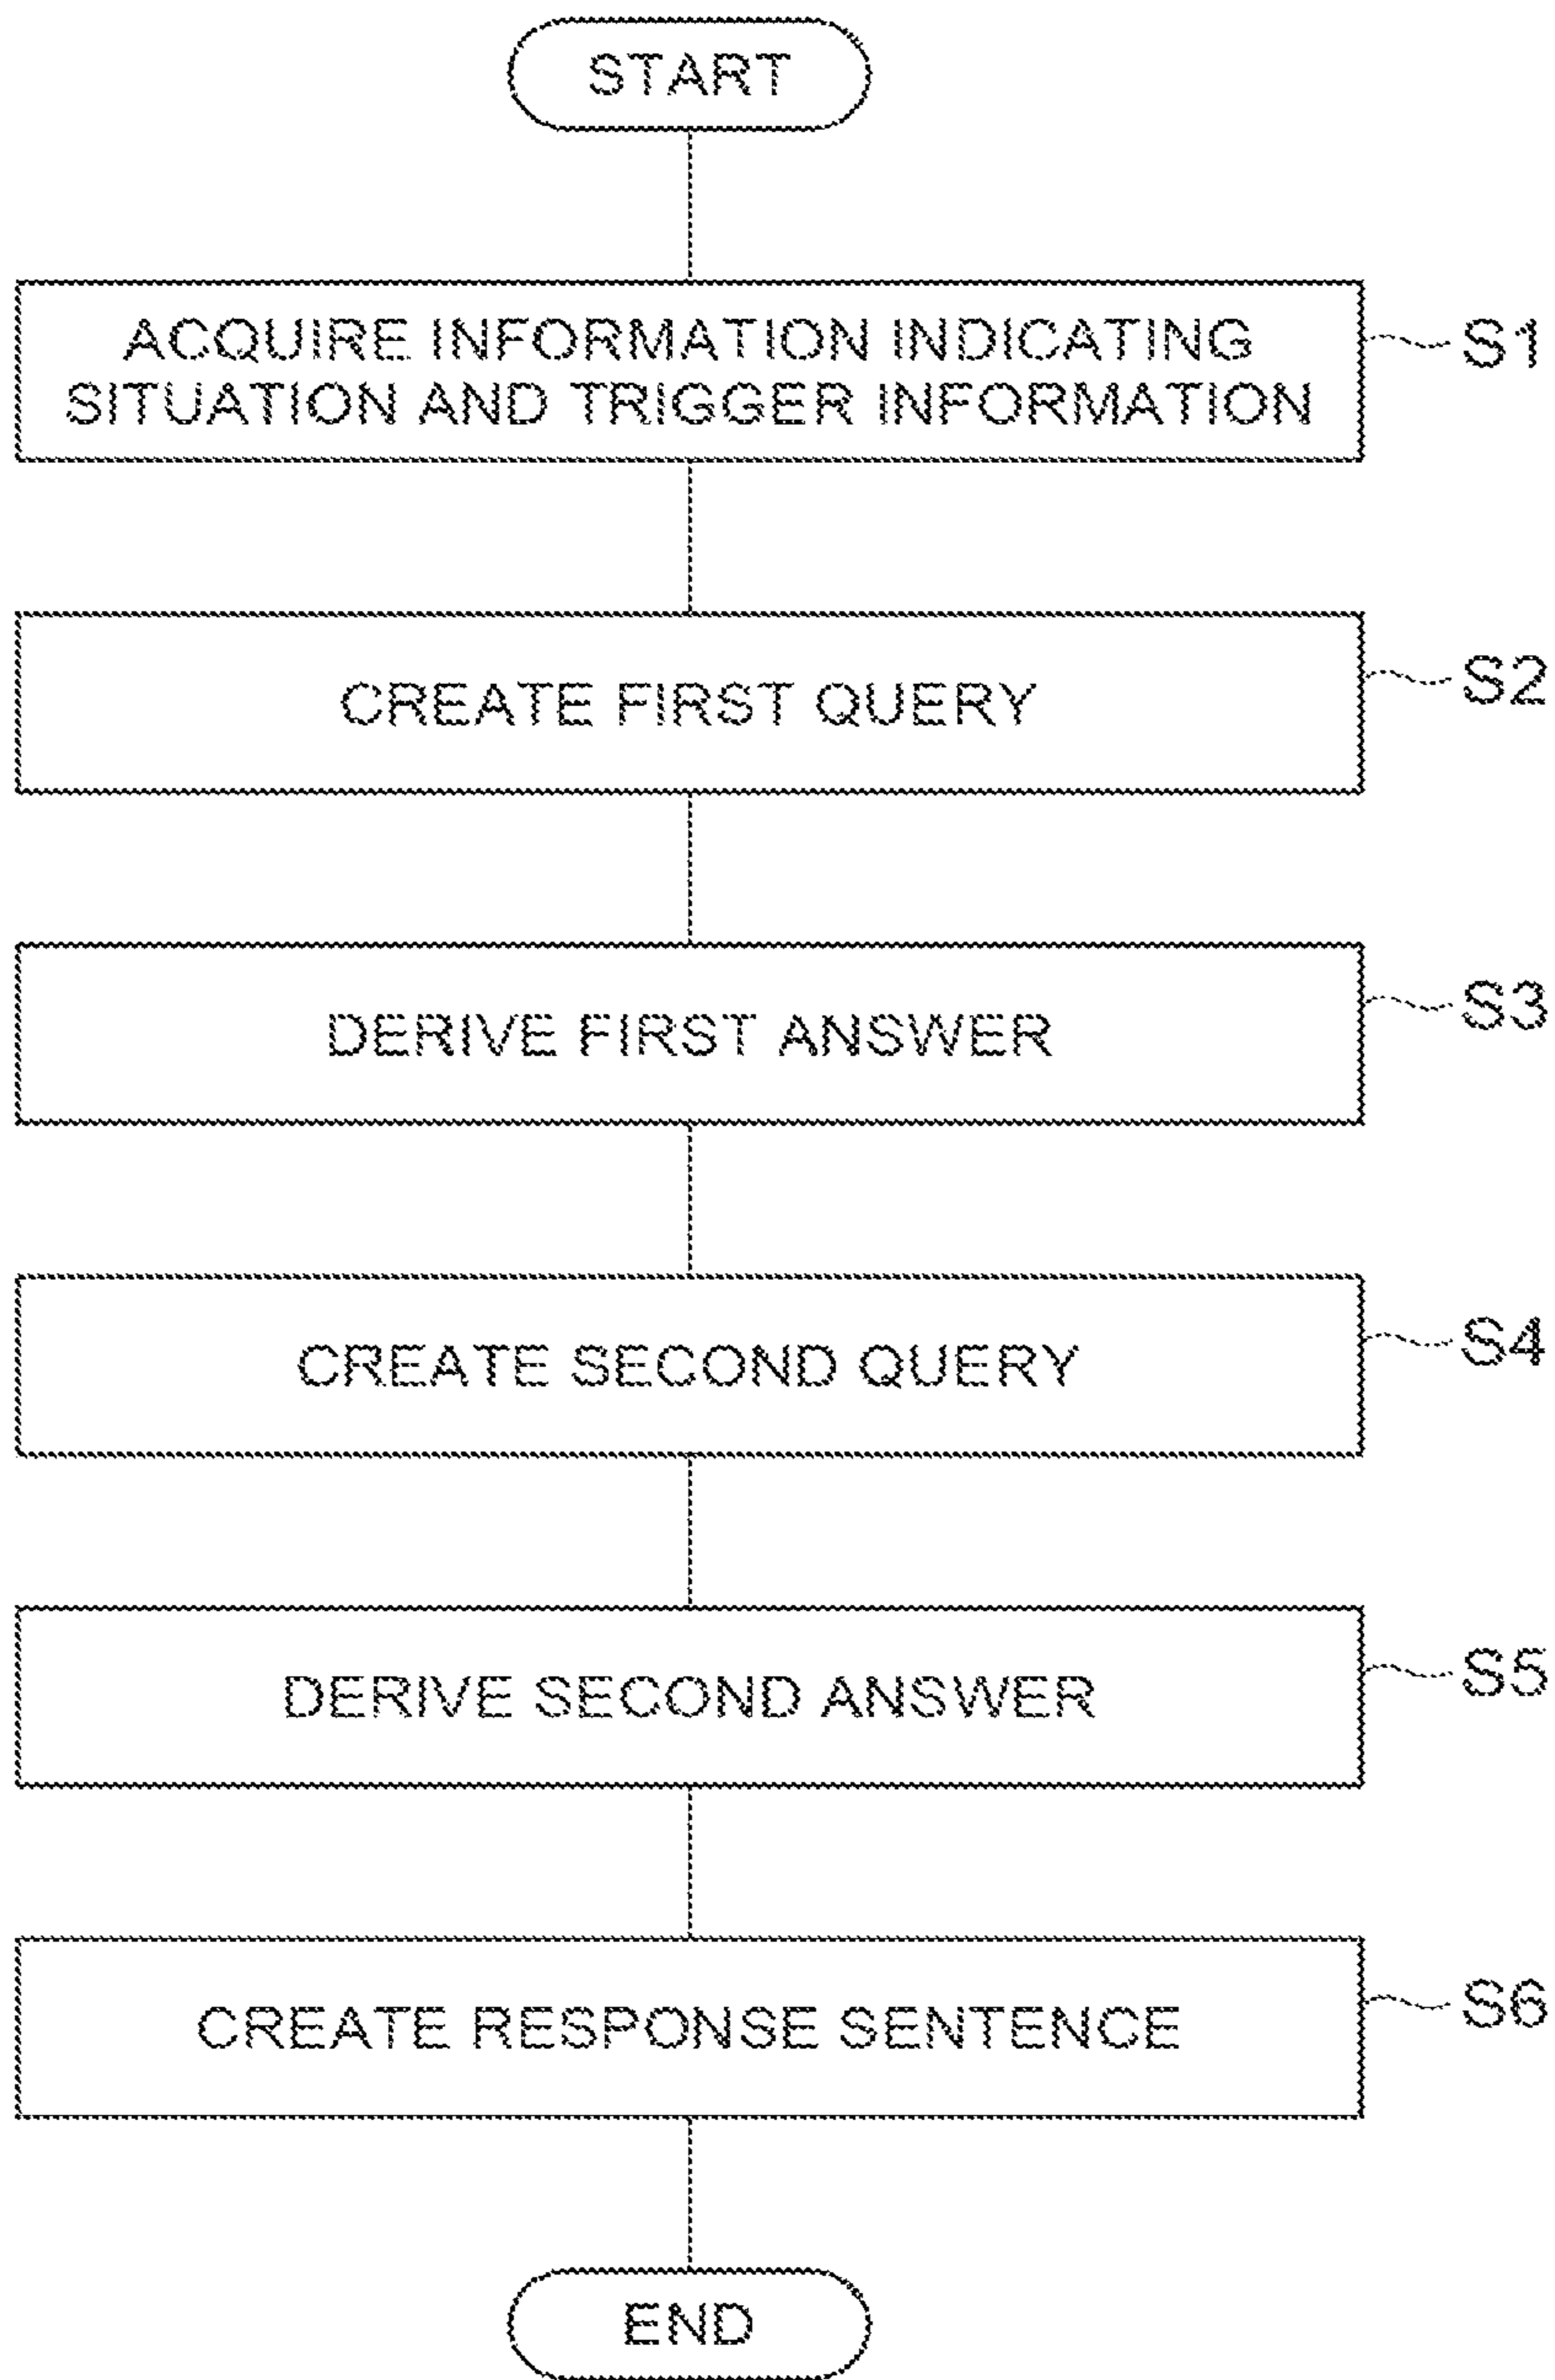 START
ACQUIRE INFORMATION INDICATING
SITUATION AND TRIGGER INFORMATION
S1
CREATE FIRST QUERY
S2
DERIVE FIRST ANSWER
S3
CREATE SECOND QUERY
S4
DERIVE SECOND ANSWER
S5
CREATE RESPONSE SENTENCE
S6
END